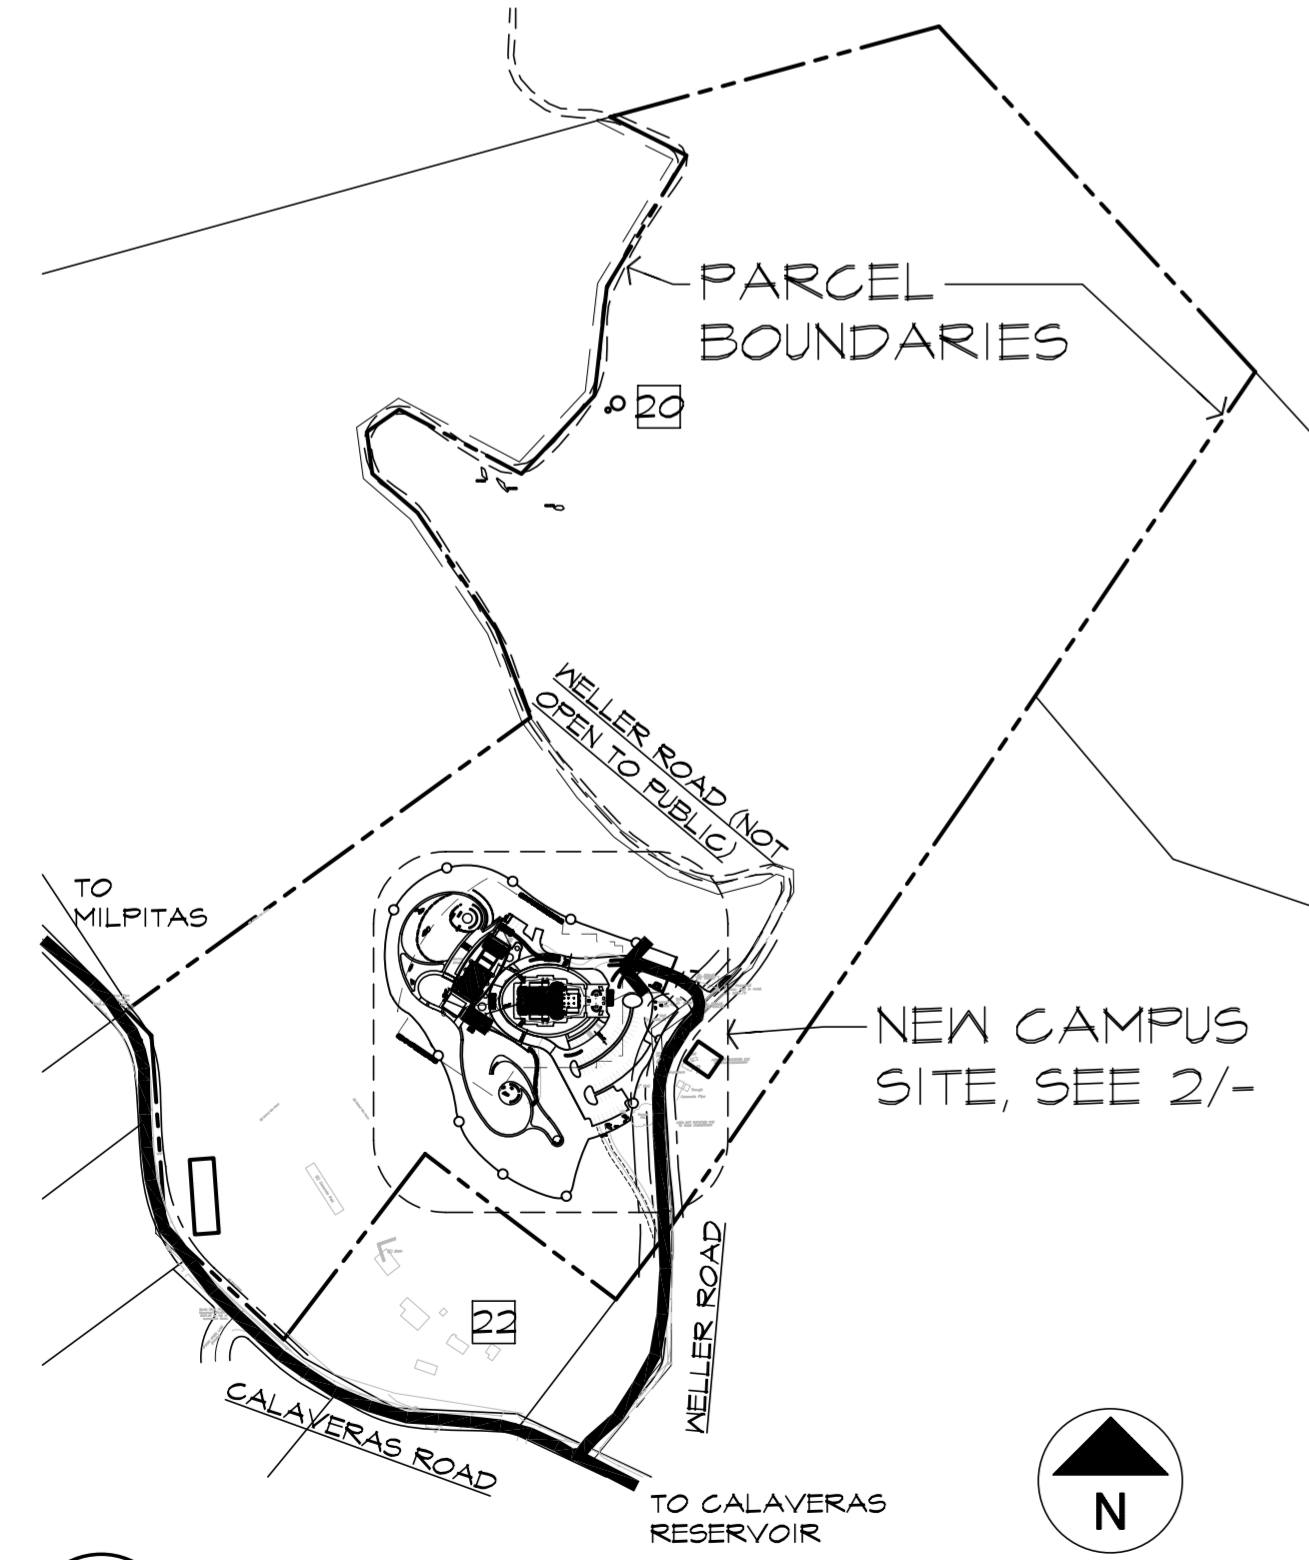 PARCEL
BOUNDARIES
20
WELLER ROAD (NOT
OPEN TO PUBLIC)
TO
MILPITAS
NEW CAMPUS
SITE, SEE 2/-
22
WELLER ROAD
CALAVERAS ROAD
TO CALAVERAS
RESERVOIR
N